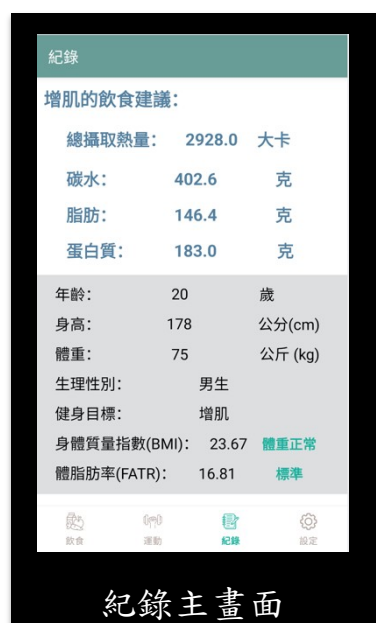 紀錄
增肌的飲食建議：
總攝取熱量： 2928.0 大卡
碳水： 402.6 克
脂肪： 146.4 克
蛋白質： 183.0 克
年齡： 20 歲
身高： 178 公分(cm)
體重： 75 公斤 (kg)
生理性別： 男生
健身目標： 增肌
身體質量指數(BMI)： 23.67 體重正常
體脂肪率(FATR)： 16.81 標準
飲食 運動 紀錄 設定
紀錄主畫面